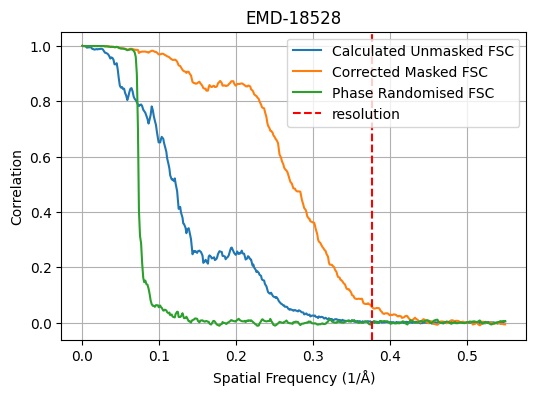 EMD-18528
1.0
0.8
0.6
0.4
0.2
0.0
Correlation
Calculated Unmasked FSC
Corrected Masked FSC
Phase Randomised FSC
resolution
0.0 0.1 0.2 0.3 0.4 0.5
Spatial Frequency (1/Å)